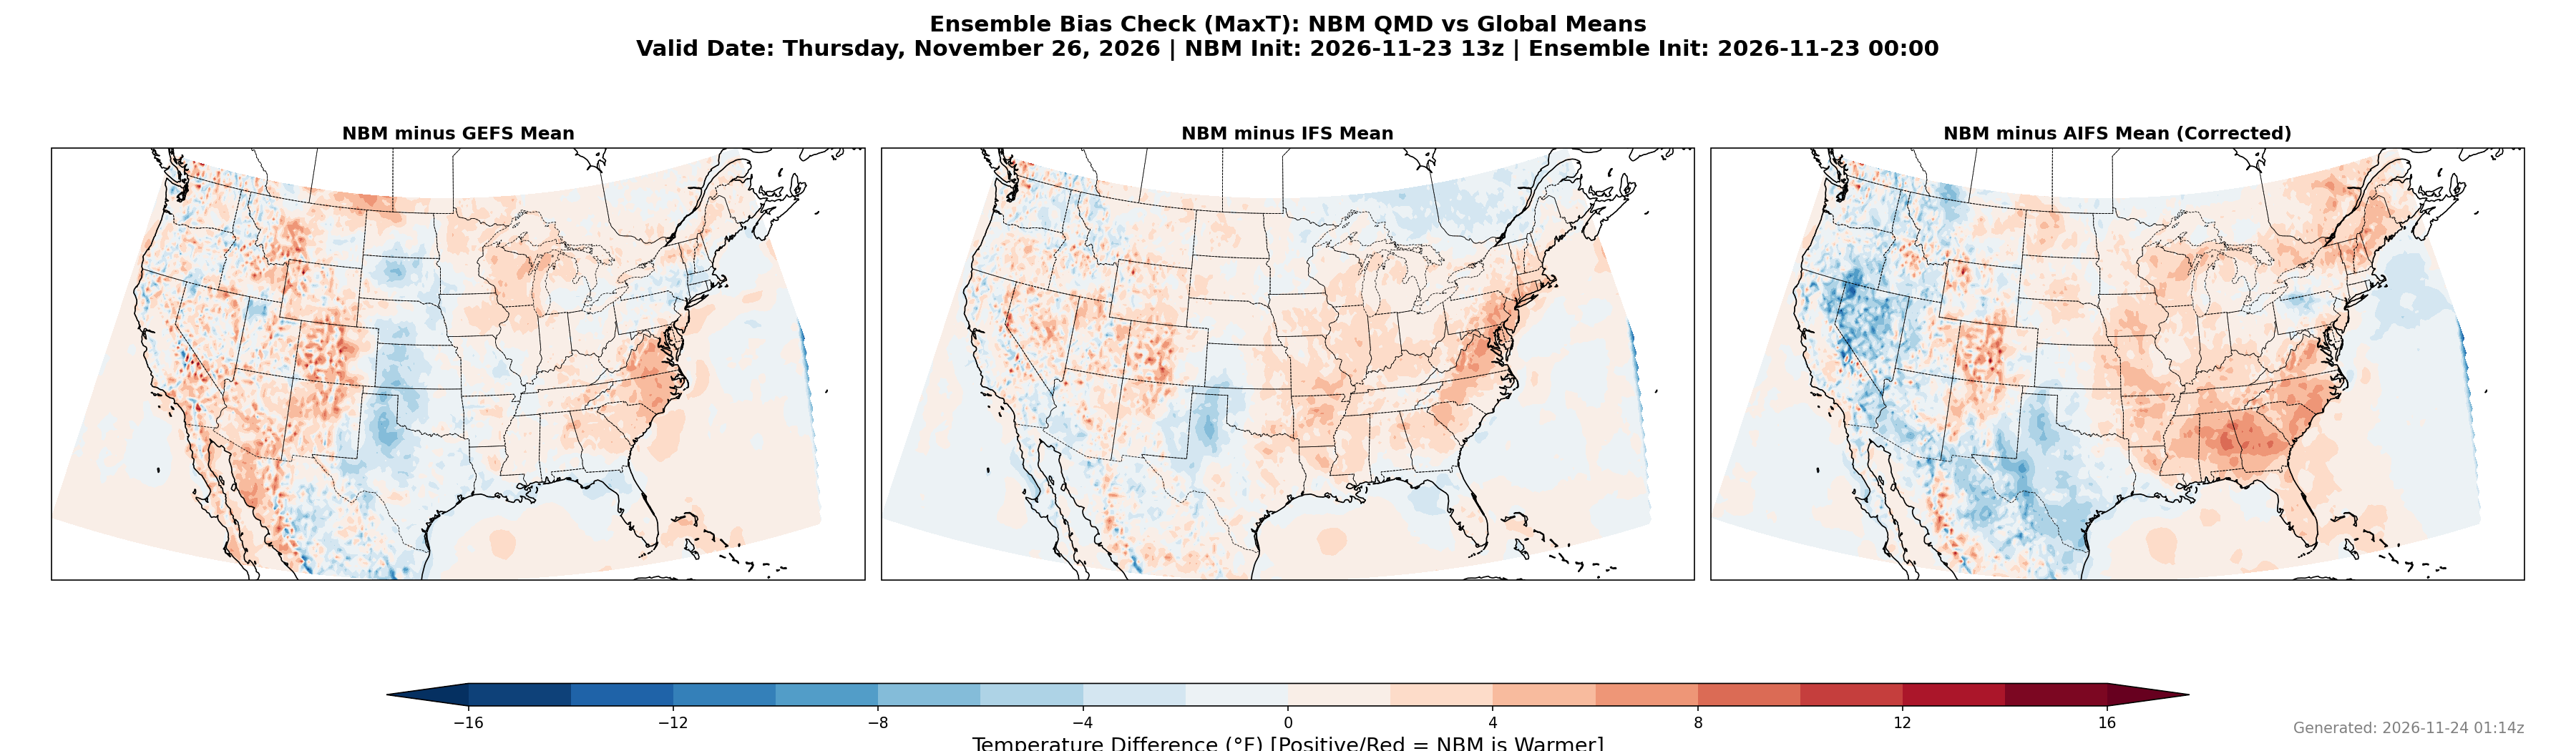 Ensemble Bias Check (MaxT): NBM QMD vs Global Means
Valid Date: Thursday, November 26, 2026 | NBM Init: 2026-11-23 13z | Ensemble Init: 2026-11-23 00:00
NBM minus GEFS Mean
NBM minus IFS Mean
NBM minus AIFS Mean (Corrected)
−16 −12 −8 −4 0 4 8 12 16
Generated: 2026-11-24 01:14z
Temperature Difference (°F) [Positive/Red = NBM is Warmer]